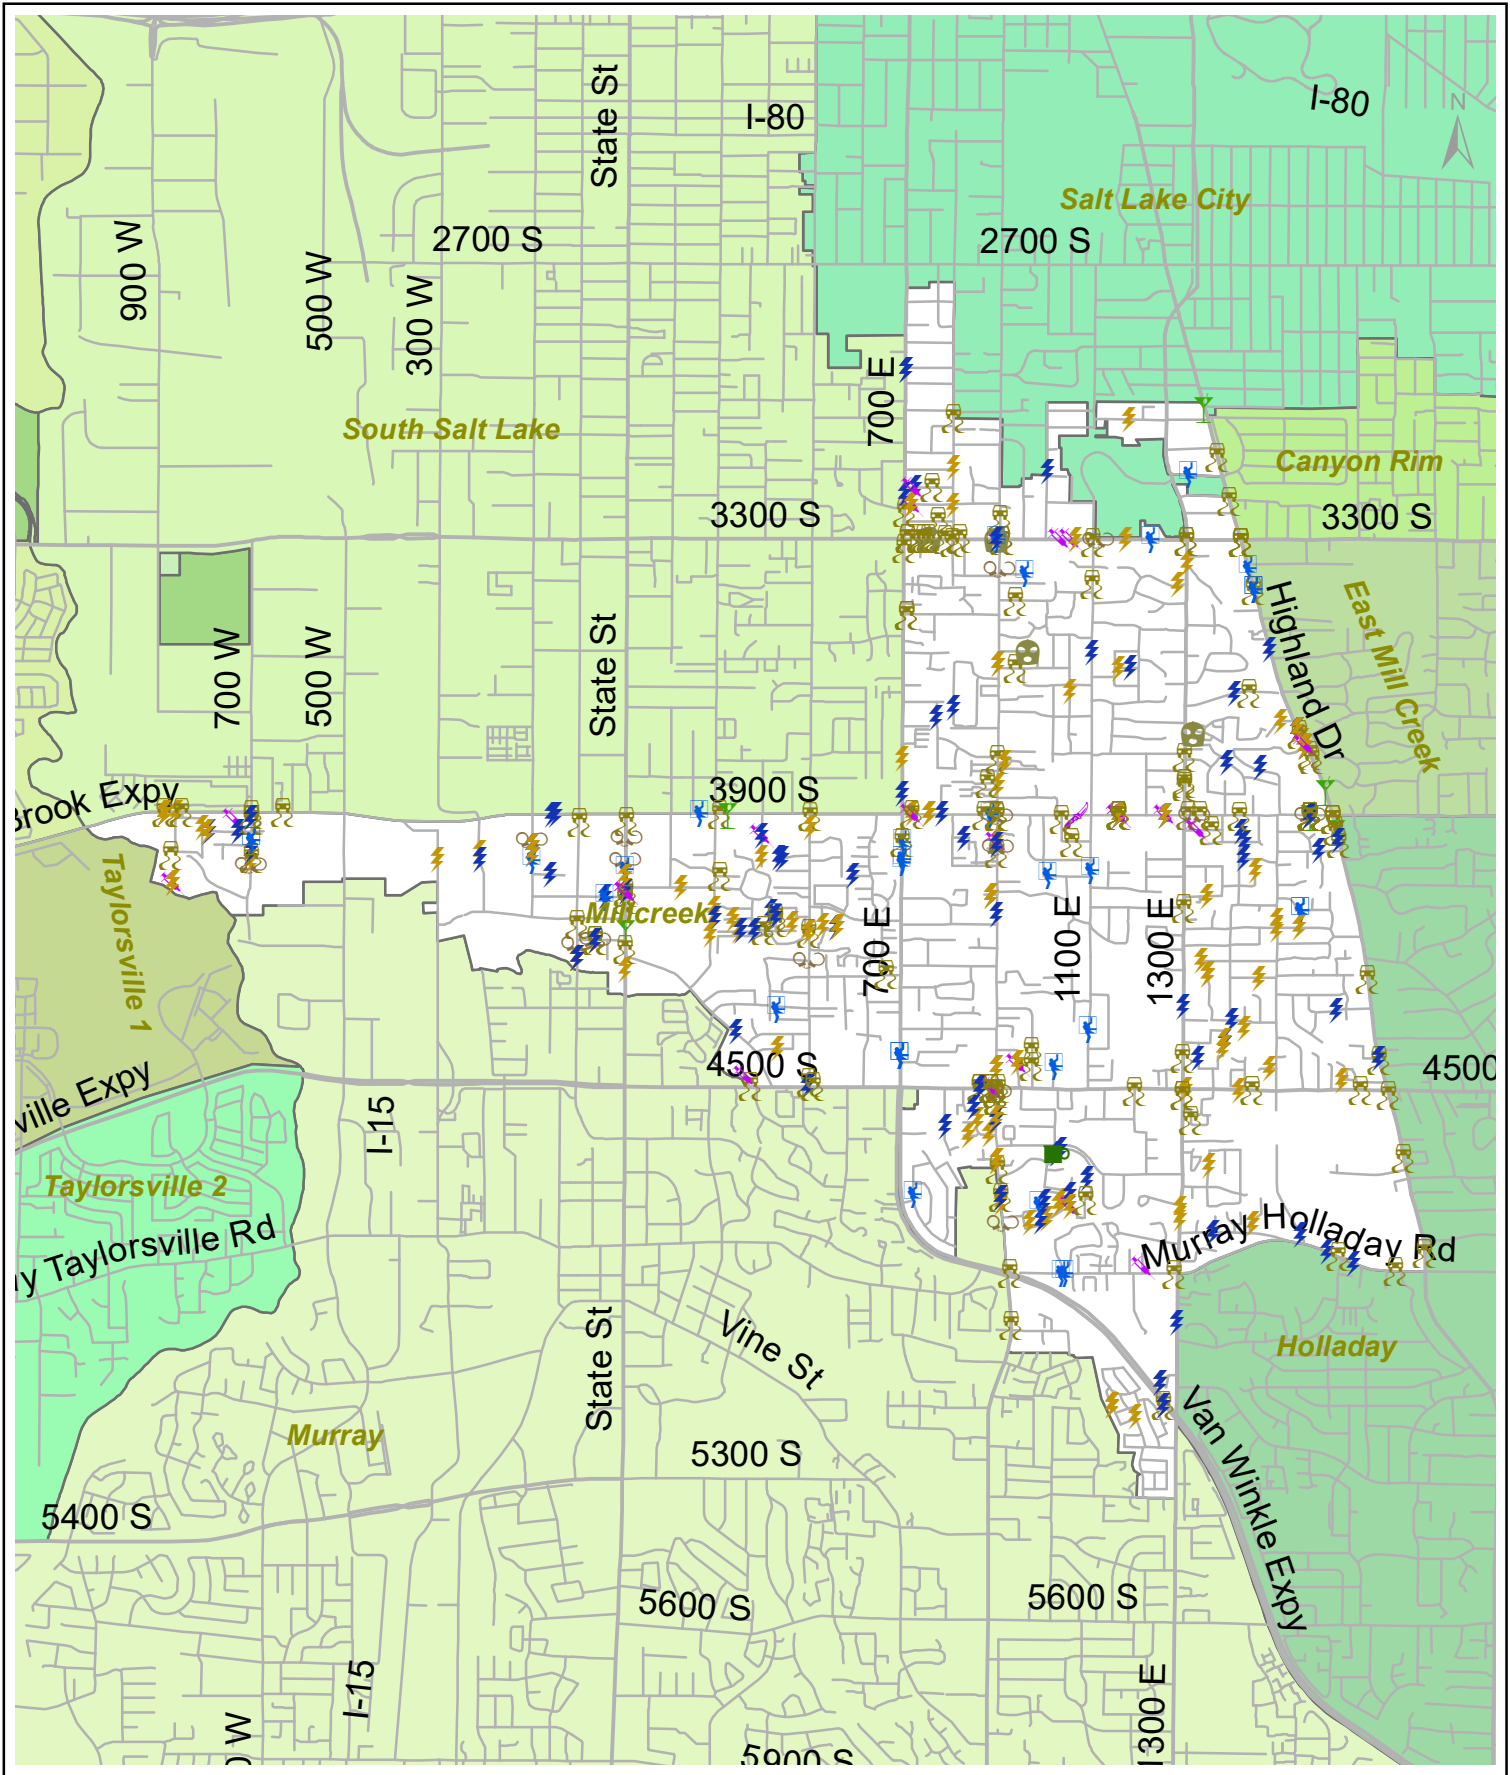 I-80
I-80
N
State St
Salt Lake City
2700 S
2700 S
900 W
500 W
300 W
700 E
South Salt Lake
Canyon Rim
3300 S
3300 S
Highland Dr
East Mill Creek
State St
700 W
500 W
3900 S
Brook Expy
Taylorsville 1
Millcreek
700 E
1100 E
1300 E
4500 S
4500
ville Expy
I-15
Taylorsville 2
y Taylorsville Rd
Murray Holladay Rd
Vine St
State St
Holladay
Murray
Van Winkle Expy
5300 S
5400 S
5600 S
5600 S
I-15
1300 E
0 W
5900 S